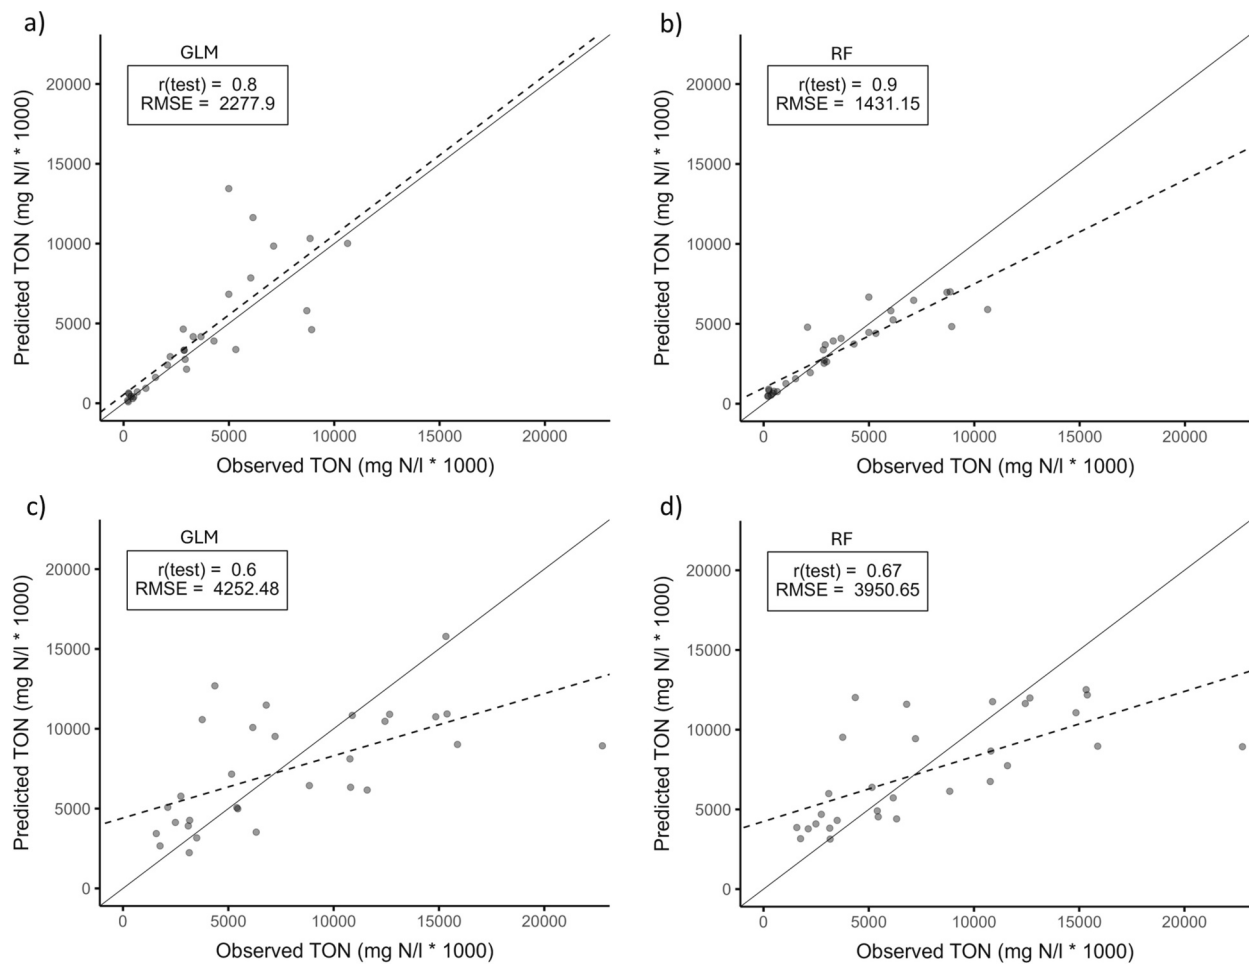 a)
GLM
r(test) = 0.8
RMSE = 2277.9
20000
15000
10000
5000
0
Predicted TON (mg N/l * 1000)
0 5000 10000 15000 20000
Observed TON (mg N/l * 1000)
b)
RF
r(test) = 0.9
RMSE = 1431.15
20000
15000
10000
5000
0
Predicted TON (mg N/l * 1000)
0 5000 10000 15000 20000
Observed TON (mg N/l * 1000)
c)
GLM
r(test) = 0.6
RMSE = 4252.48
20000
15000
10000
5000
0
Predicted TON (mg N/l * 1000)
0 5000 10000 15000 20000
Observed TON (mg N/l * 1000)
d)
RF
r(test) = 0.67
RMSE = 3950.65
20000
15000
10000
5000
0
Predicted TON (mg N/l * 1000)
0 5000 10000 15000 20000
Observed TON (mg N/l * 1000)